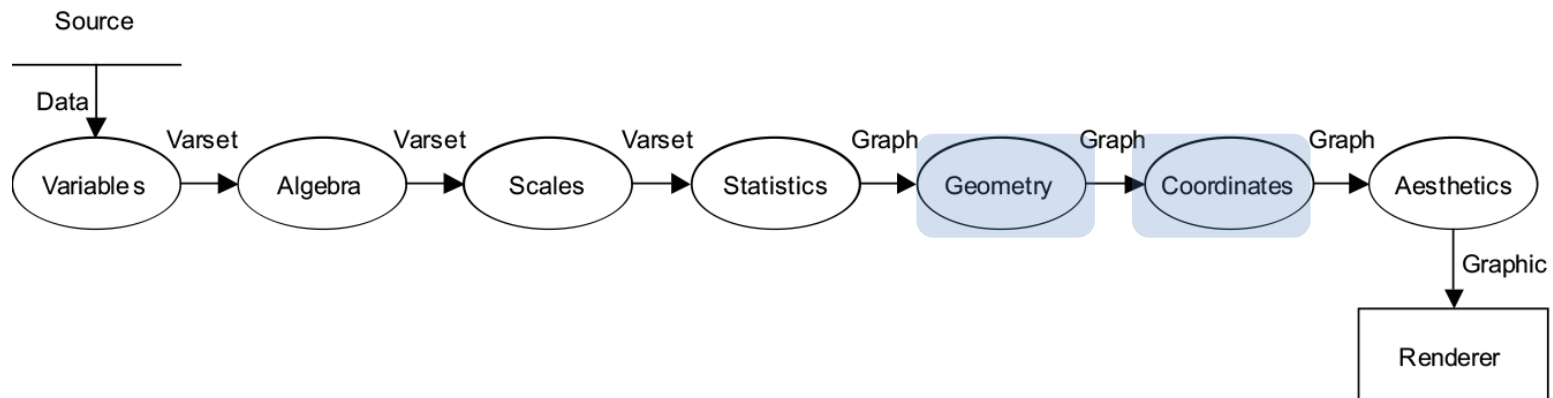 Source
Data
Varset Varset Varset Graph Graph Graph
Variables Algebra Scales Statistics Geometry Coordinates Aesthetics
Graphic
Renderer